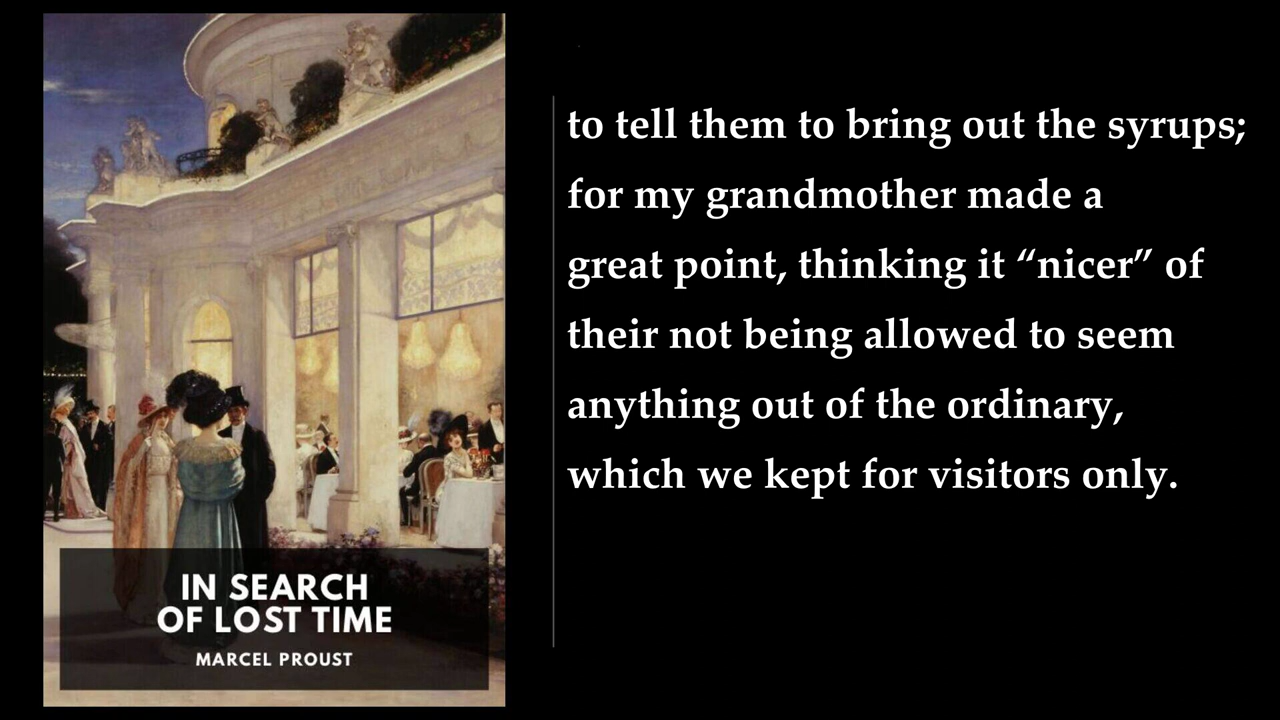 to tell them to bring out the syrups;
for my grandmother made a
great point, thinking it “nicer” of
their not being allowed to seem
anything out of the ordinary,
which we kept for visitors only.
IN SEARCH
OF LOST TIME
MARCEL PROUST